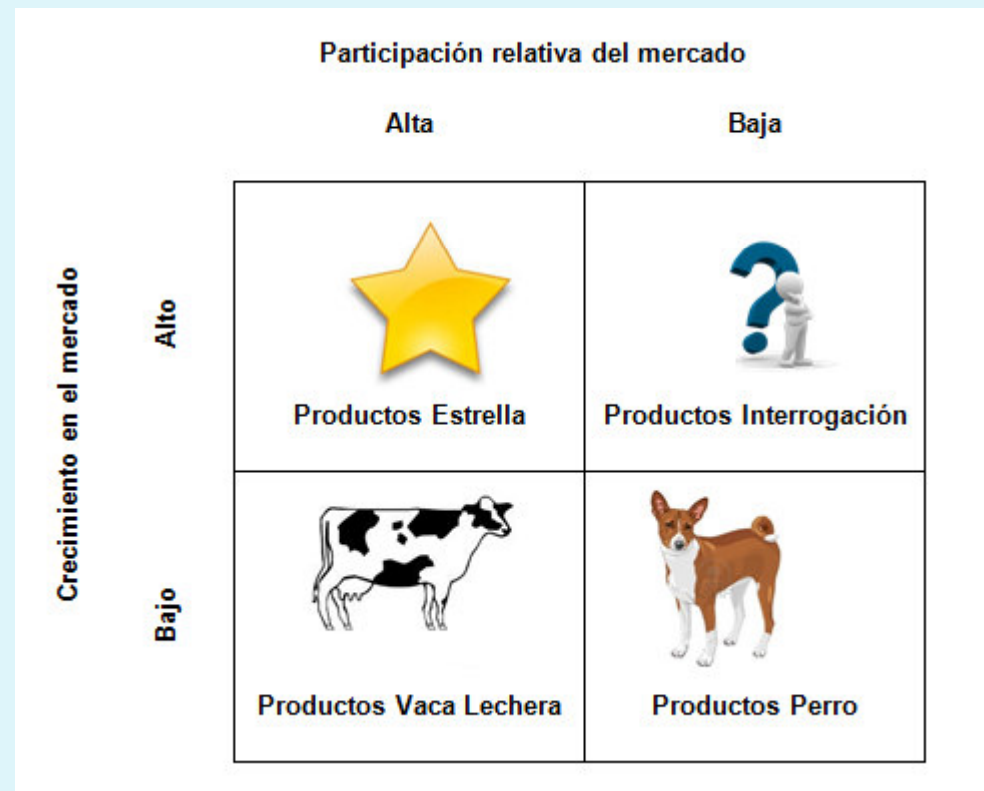 Participación relativa del mercado
Alta
Baja
Crecimiento en el mercado
Alto
Productos Estrella
Productos Interrogación
Bajo
Productos Vaca Lechera
Productos Perro